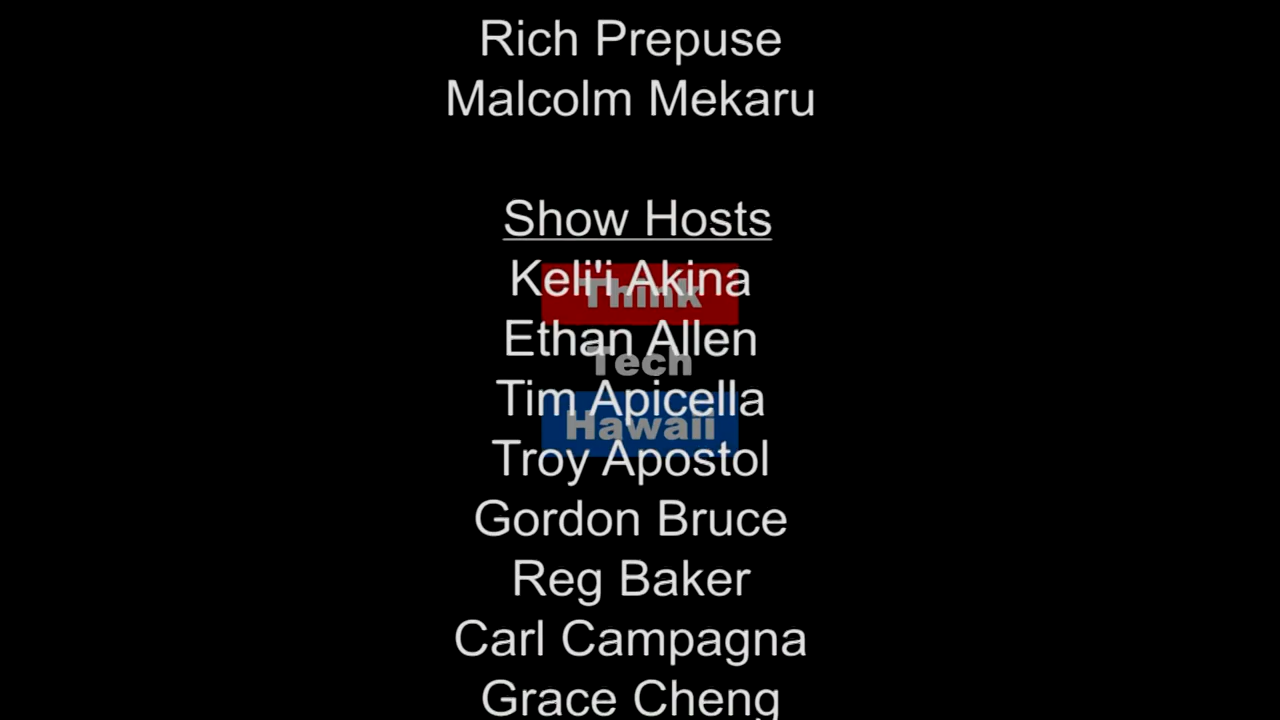 Rich Prepuse
Malcolm Mekaru
Show Hosts
Keli'i Akina
Think
Ethan Allen
Tech
Tim Apicella
Hawaii
Troy Apostol
Gordon Bruce
Reg Baker
Carl Campagna
Grace Cheng